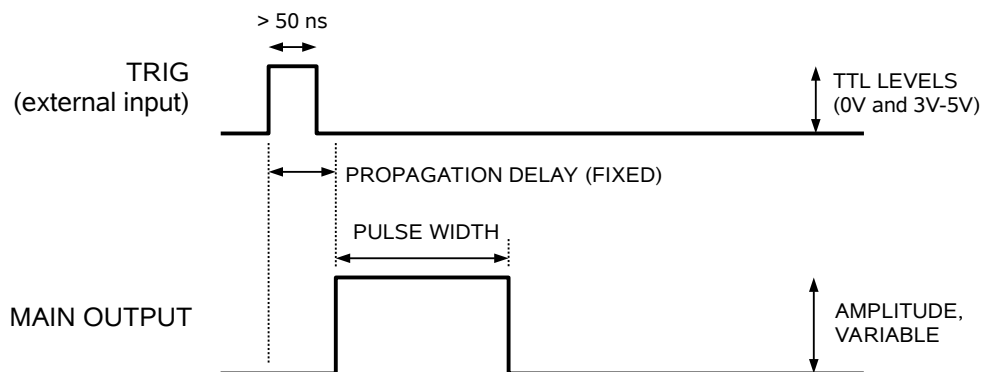 > 50 ns
TRIG
(external input)
TTL LEVELS
(0V and 3V-5V)
PROPAGATION DELAY (FIXED)
PULSE WIDTH
MAIN OUTPUT
AMPLITUDE,
VARIABLE